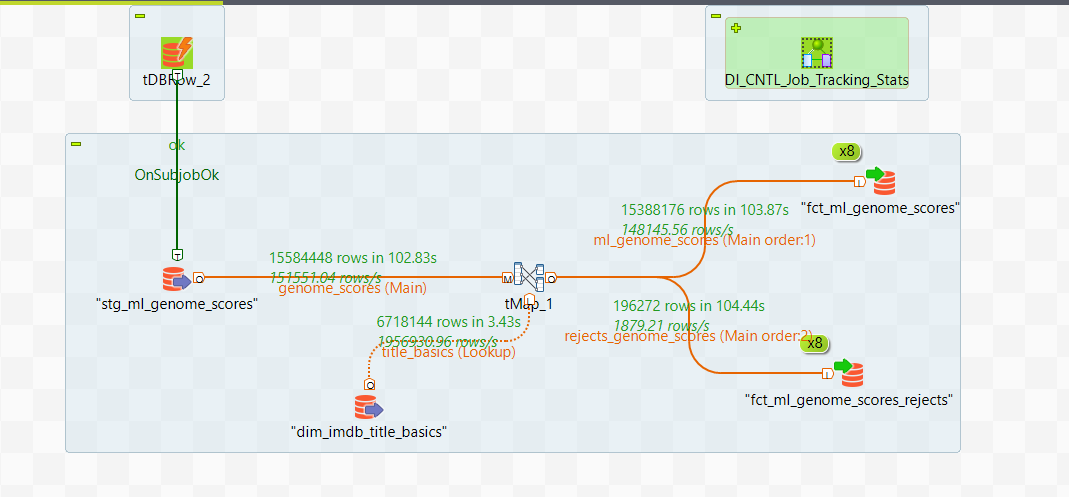 tDBRow_2
DI_CNTL_Job_Tracking_Stats
ok
OnSubjobOk
x8
"fct_ml_genome_scores"
15388176 rows in 103.87s
148145.56 rows/s
ml_genome_scores (Main order:1)
15584448 rows in 102.83s
151551.04 rows/s
genome_scores (Main)
"stg_ml_genome_scores"
tMap_1
196272 rows in 104.44s
1879.21 rows/s
rejects_genome_scores (Main order:2)
x8
"fct_ml_genome_scores_rejects"
6718144 rows in 3.43s
1956930.96 rows/s
title_basics (Lookup)
"dim_imdb_title_basics"